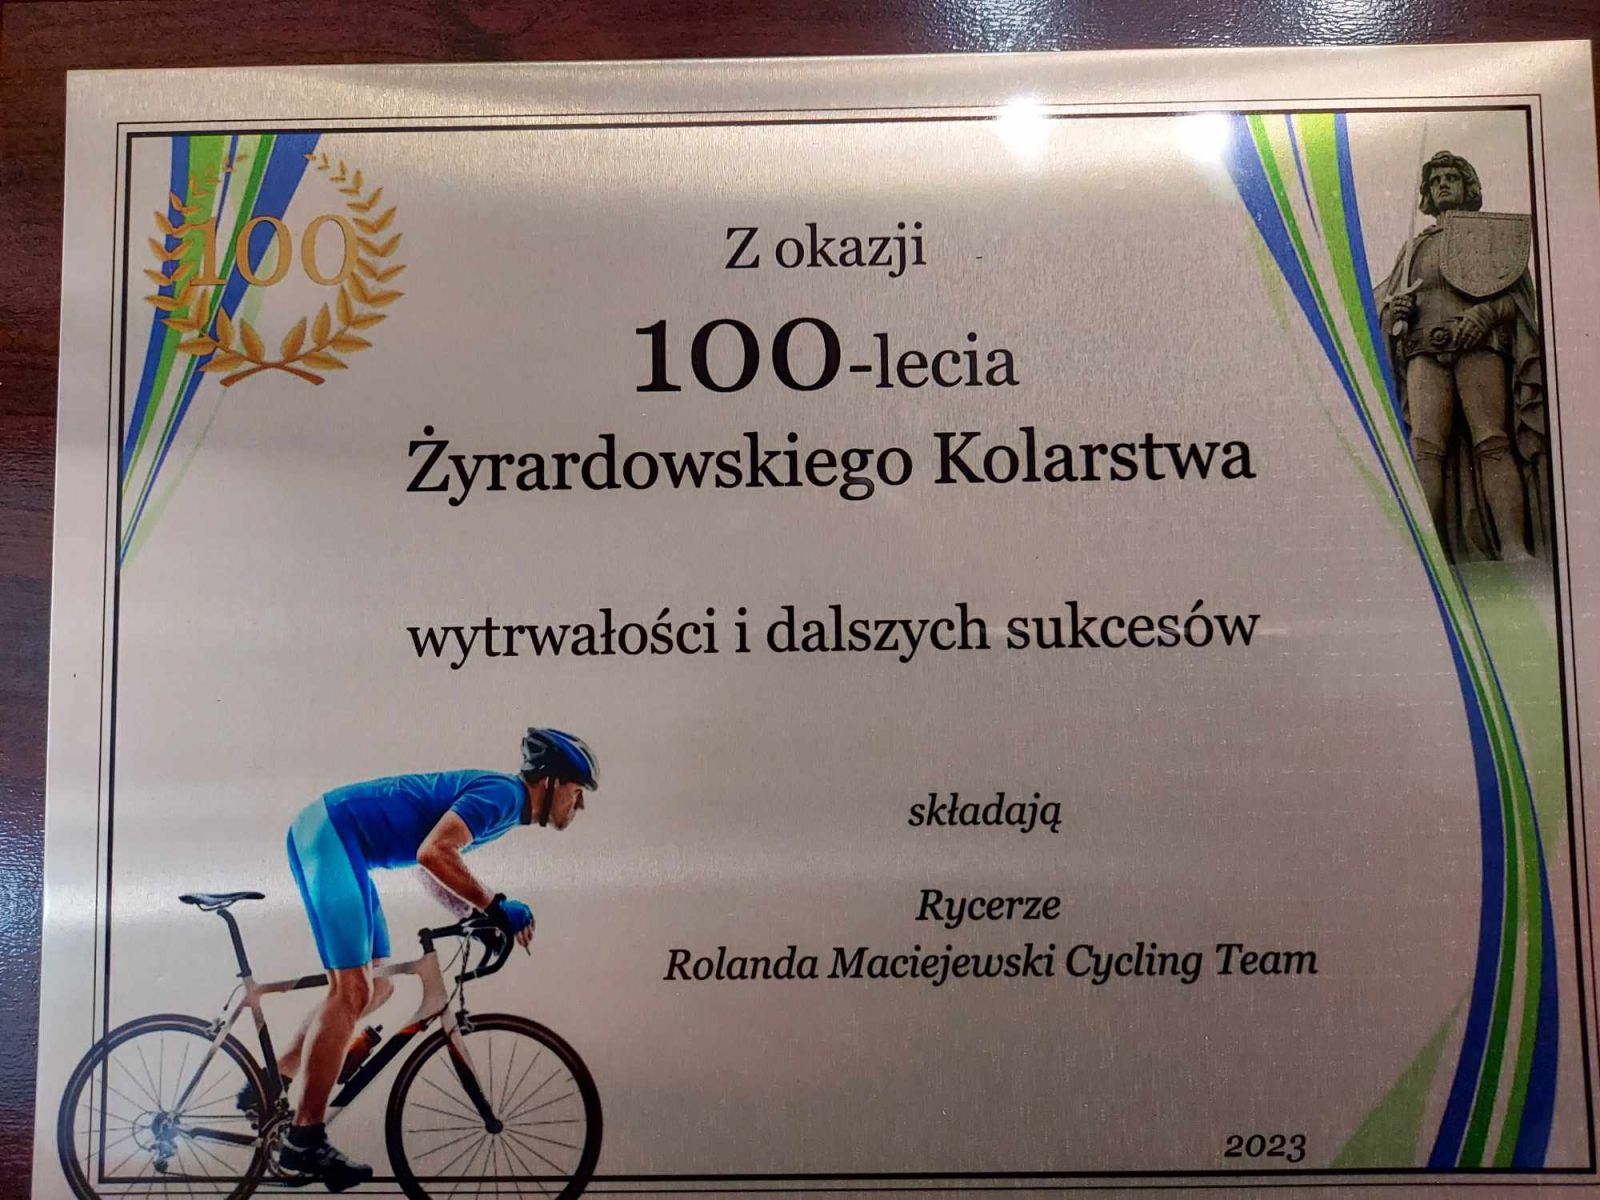 100
Z okazji
100-lecia
Żyrardowskiego Kolarstwa
wytrwałości i dalszych sukcesów
składają
Rycerze
Rolanda Maciejewski Cycling Team
2023